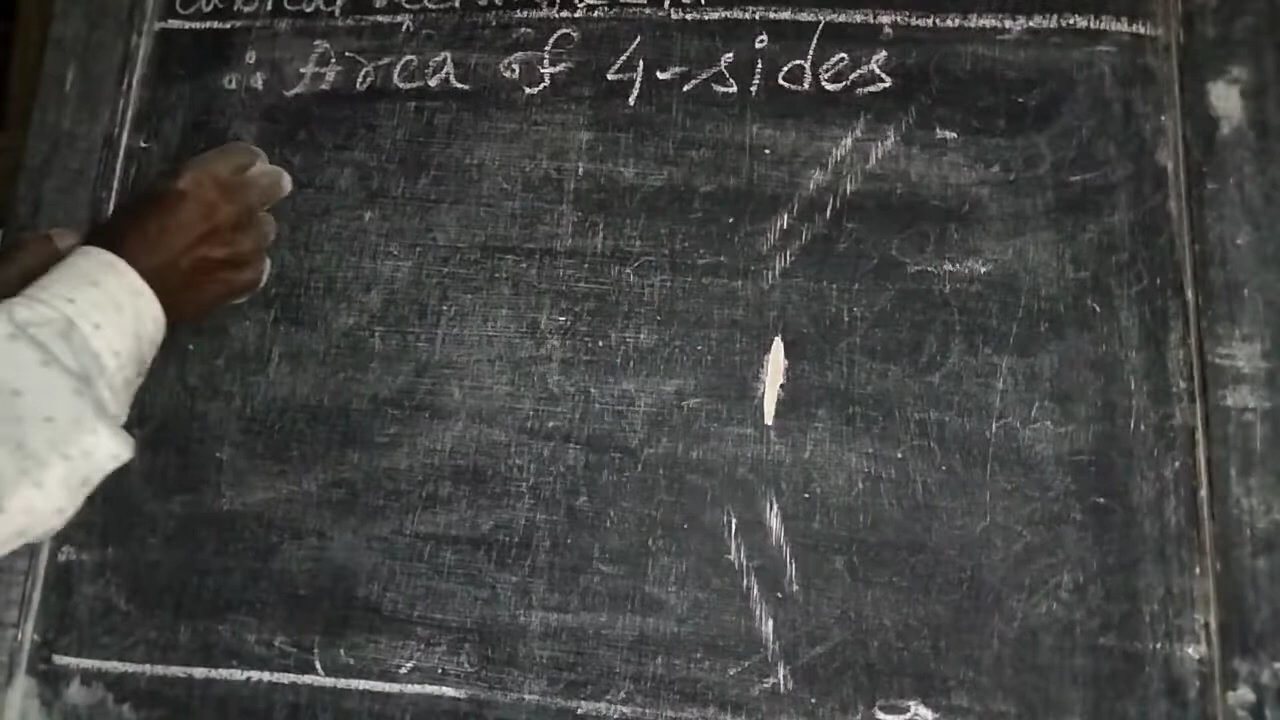 ∴ Area of 4-sides